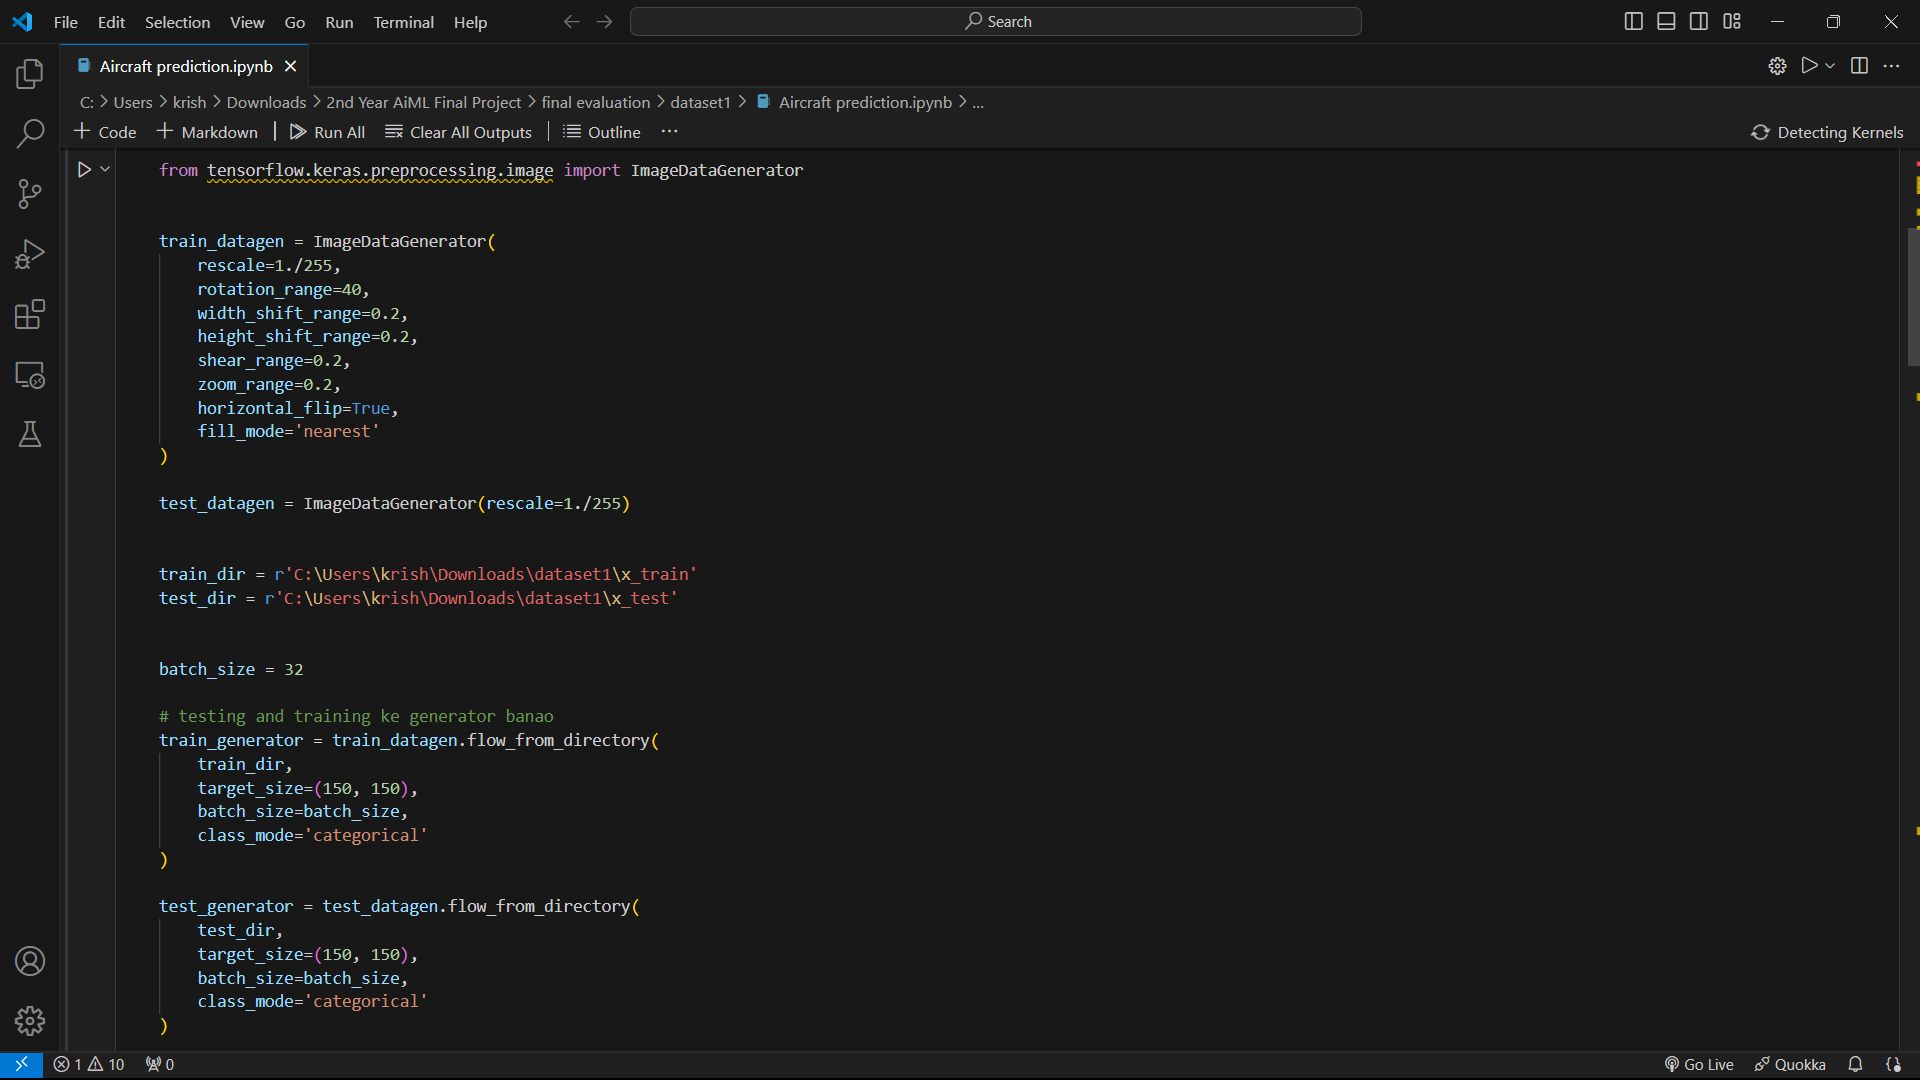 File Edit Selection View Go Run Terminal Help
Search
Aircraft prediction.ipynb
C: > Users > krish > Downloads > 2nd Year AiML Final Project > final evaluation > dataset1 > Aircraft prediction.ipynb > ...
+ Code + Markdown | Run All Clear All Outputs | Outline ...
Detecting Kernels
from tensorflow.keras.preprocessing.image import ImageDataGenerator
train_datagen = ImageDataGenerator(
    rescale=1./255,
    rotation_range=40,
    width_shift_range=0.2,
    height_shift_range=0.2,
    shear_range=0.2,
    zoom_range=0.2,
    horizontal_flip=True,
    fill_mode='nearest'
)
test_datagen = ImageDataGenerator(rescale=1./255)
train_dir = r'C:\Users\krish\Downloads\dataset1\x_train'
test_dir = r'C:\Users\krish\Downloads\dataset1\x_test'
batch_size = 32
# testing and training ke generator banao
train_generator = train_datagen.flow_from_directory(
    train_dir,
    target_size=(150, 150),
    batch_size=batch_size,
    class_mode='categorical'
)
test_generator = test_datagen.flow_from_directory(
    test_dir,
    target_size=(150, 150),
    batch_size=batch_size,
    class_mode='categorical'
)
1 10 0
Go Live Quokka